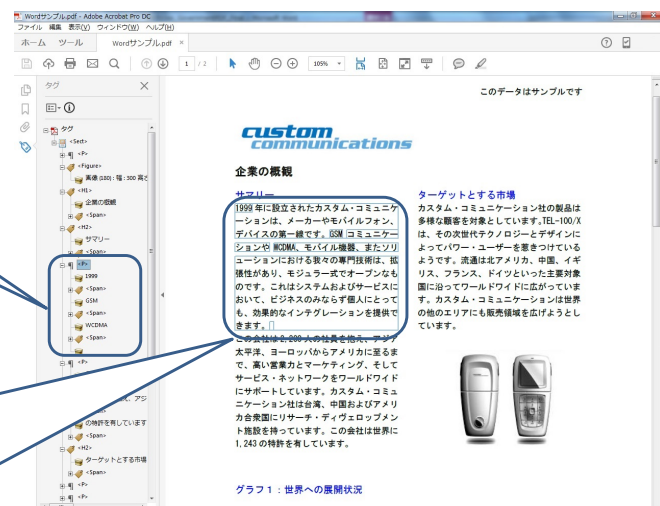 Wordサンプル.pdf - Adobe Acrobat Pro DC
ファイル 編集 表示(V) ウィンドウ(W) ヘルプ(H)
ホーム ツール Wordサンプル.pdf ×
1 / 2 105%
タグ
タグ
<Sect>
<P>
<Figure>
画像 (180) : 幅 : 300 高さ
<H1>
企業の概観
<Span>
<H2>
サマリー
<Span>
<P>
1999
<Span>
GSM
<Span>
WCDMA
<Span>
<P>
、アジ
の特許を有しています
<Span>
<H2>
ターゲットとする市場
<Span>
<P>
<P>
このデータはサンプルです
custom
communications
企業の概観
サマリー
1999 年に設立されたカスタム・コミュニケ
ーションは、メーカーやモバイルフォン、
デバイスの第一線です。GSM コミュニケー
ションや WCDMA、モバイル機器、またソリ
ューションにおける我々の専門技術は、拡
張性があり、モジュラー式でオープンなも
のです。これはシステムおよびサービスに
おいて、ビジネスのみならず個人にとって
も、効果的なインテグレーションを提供で
きます。
この会社は 2,200 人の社員を抱え、アジア
太平洋、ヨーロッパからアメリカに至るま
で、高い営業力とマーケティング、そして
サービス・ネットワークをワールドワイド
にサポートしています。カスタム・コミュ
ニケーション社は台湾、中国およびアメリ
カ合衆国にリサーチ・ディヴェロップメン
ト施設を持っています。この会社は世界に
1,243 の特許を有しています。
グラフ１：世界への展開状況
ターゲットとする市場
カスタム・コミュニケーション社の製品は
多様な顧客を対象としています。TEL-100/X
は、その次世代テクノロジーとデザインに
よってパワー・ユーザーを惹きつけている
ようです。流通は北アメリカ、中国、イギ
リス、フランス、ドイツといった主要対象
国に沿ってワールドワイドに広がっていま
す。カスタム・コミュニケーションは世界
の他のエリアにも販売領域を広げようとし
ています。